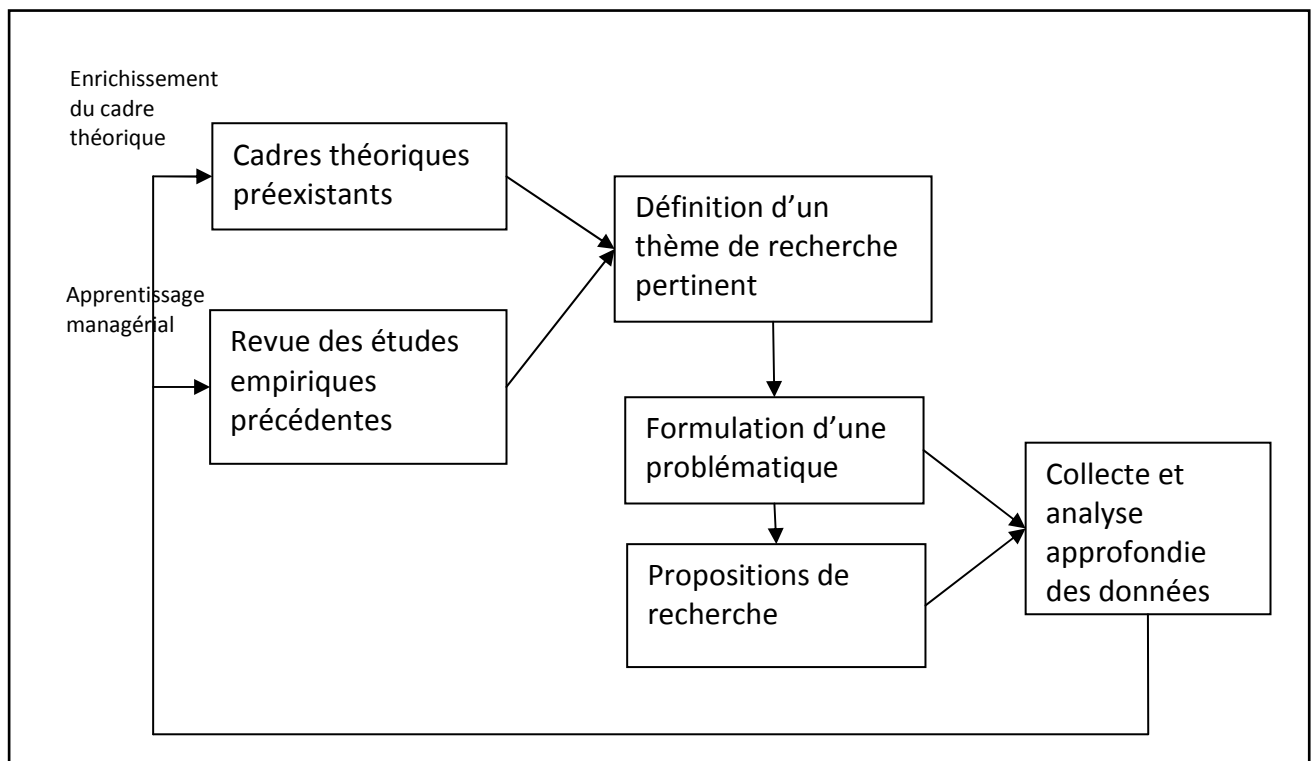 Enrichissement
du cadre
théorique
Cadres théoriques
préexistants
Apprentissage
managérial
Revue des études
empiriques
précédentes
Définition d’un
thème de recherche
pertinent
Formulation d’une
problématique
Propositions de
recherche
Collecte et
analyse
approfondie
des données